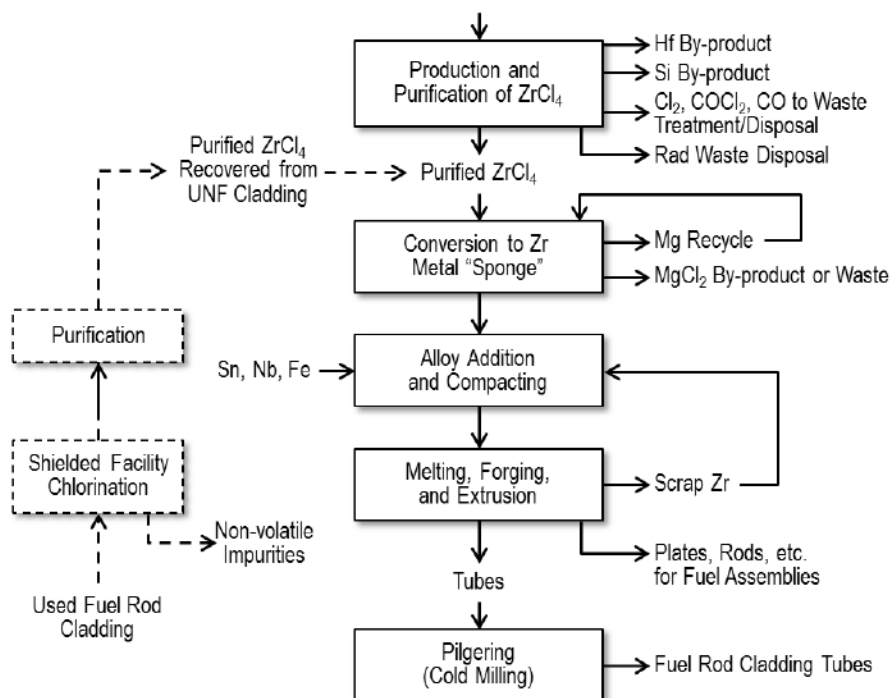 Production and
Purification of ZrCl₄
Hf By-product
Si By-product
Cl₂, COCl₂, CO to Waste
Treatment/Disposal
Rad Waste Disposal
Purified ZrCl₄
Recovered from
UNF Cladding
Purified ZrCl₄
Conversion to Zr
Metal “Sponge”
Mg Recycle
MgCl₂ By-product or Waste
Purification
Sn, Nb, Fe
Alloy Addition
and Compacting
Shielded Facility
Chlorination
Melting, Forging,
and Extrusion
Scrap Zr
Non-volatile
Impurities
Plates, Rods, etc.
for Fuel Assemblies
Tubes
Used Fuel Rod
Cladding
Pilgering
(Cold Milling)
Fuel Rod Cladding Tubes